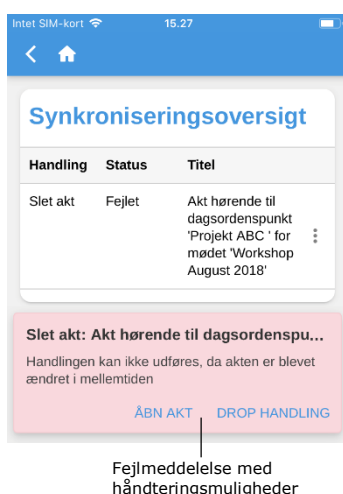 Intet SIM-kort 15.27
Synkroniseringsoversigt
Handling Status Titel
Slet akt Fejlet Akt hørende til
dagsordenspunkt
'Projekt ABC ' for
mødet 'Workshop
August 2018'
Slet akt: Akt hørende til dagsordenspu...
Handlingen kan ikke udføres, da akten er blevet
ændret i mellemtiden
ÅBN AKT DROP HANDLING
Fejlmeddelelse med
håndteringsmuligheder